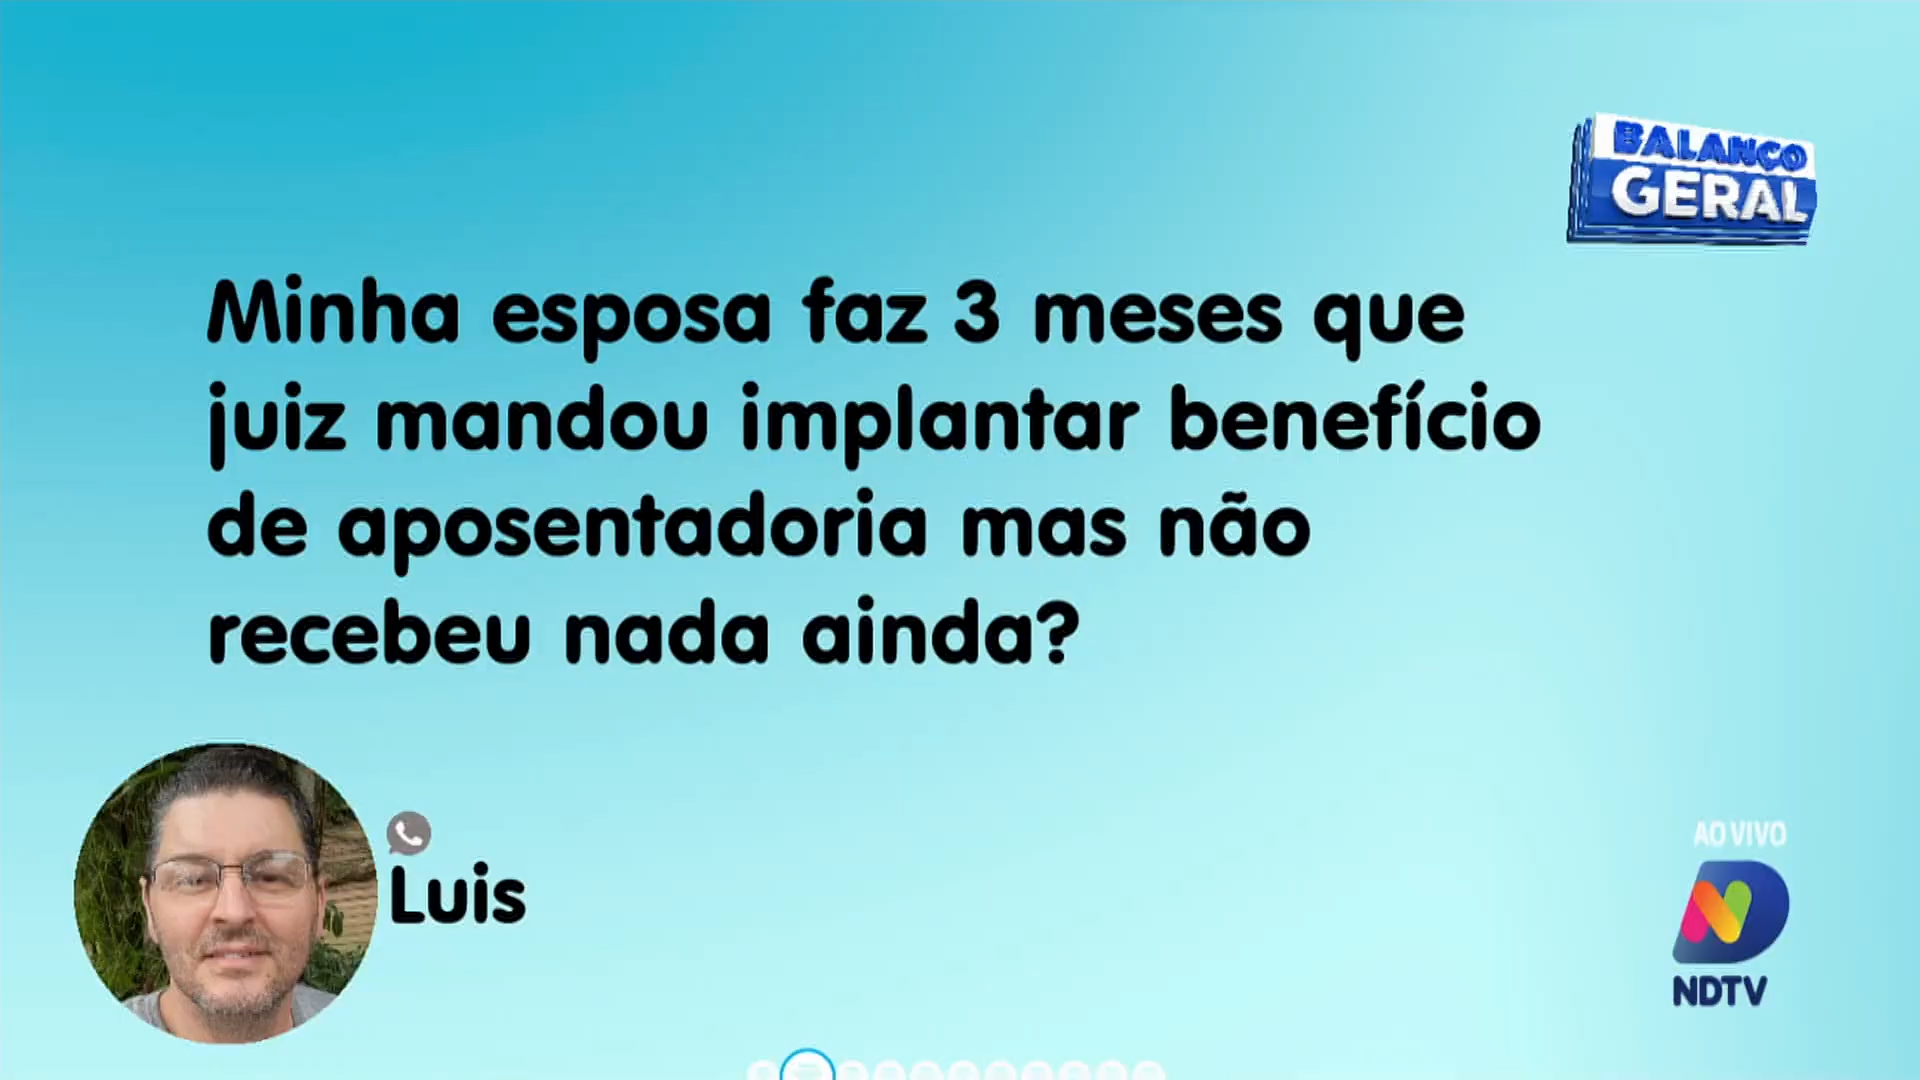 BALANÇO
GERAL
Minha esposa faz 3 meses que
juiz mandou implantar benefício
de aposentadoria mas não
recebeu nada ainda?
Luis
AO VIVO
NDTV